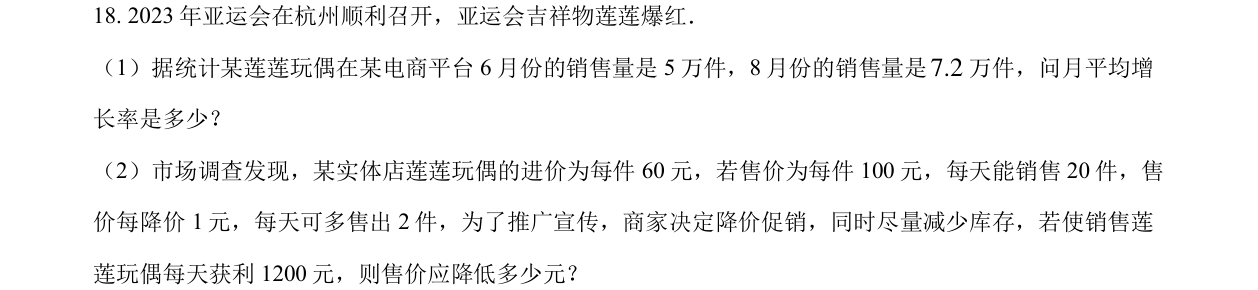 18. 2023 年亚运会在杭州顺利召开，亚运会吉祥物莲莲爆红．
（1）据统计某莲莲玩偶在某电商平台 6 月份的销售量是 5 万件，8 月份的销售量是 7.2 万件，问月平均增
长率是多少？
（2）市场调查发现，某实体店莲莲玩偶的进价为每件 60 元，若售价为每件 100 元，每天能销售 20 件，售
价每降价 1 元，每天可多售出 2 件，为了推广宣传，商家决定降价促销，同时尽量减少库存，若使销售莲
莲玩偶每天获利 1200 元，则售价应降低多少元？